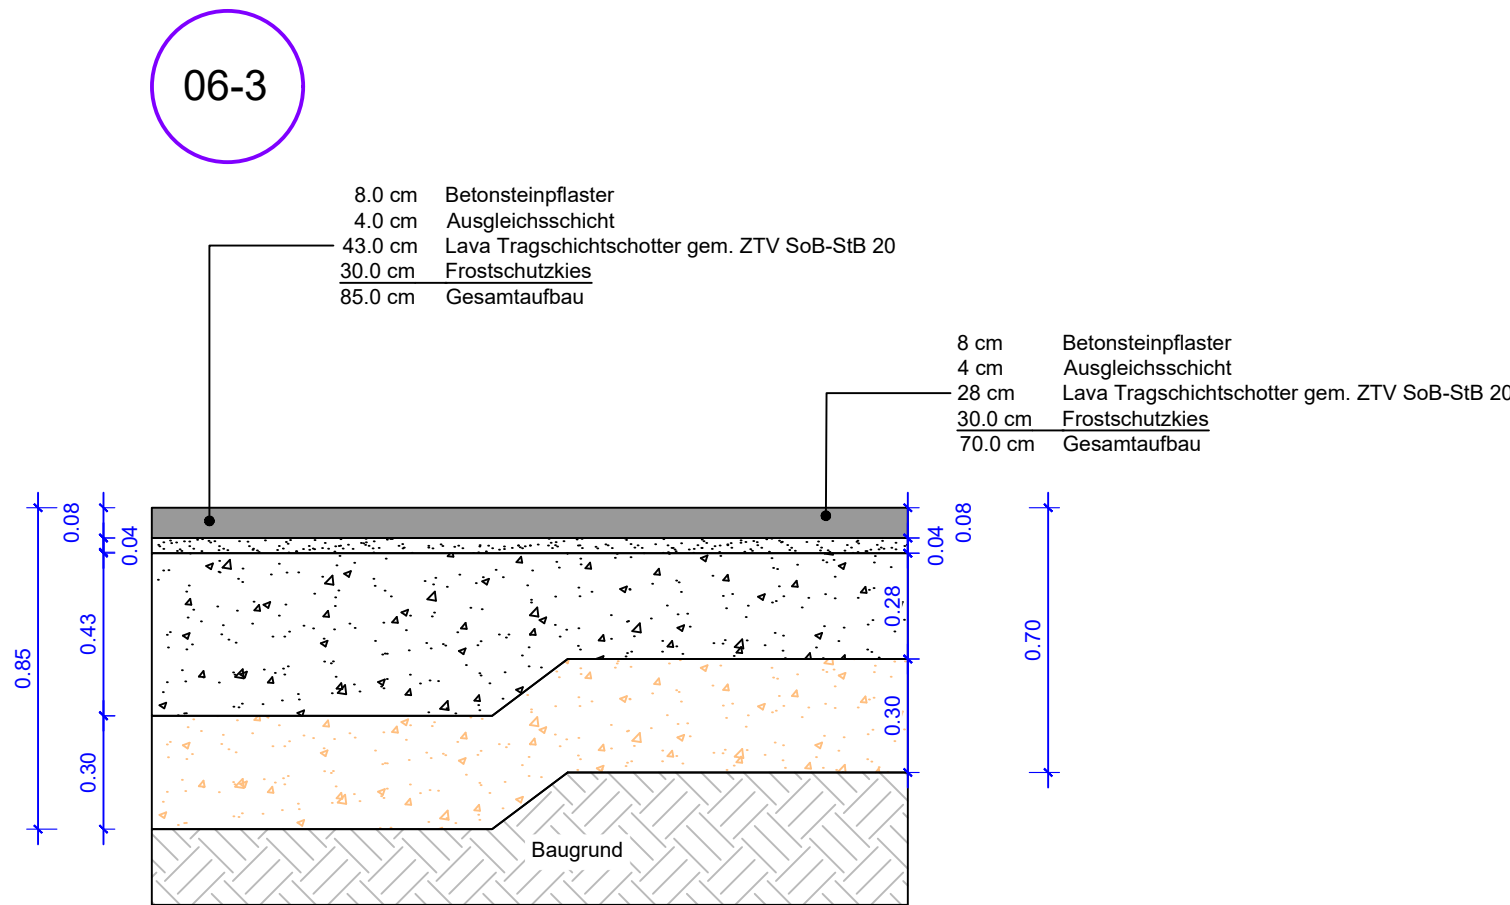 06-3
8.0 cm Betonsteinpflaster
4.0 cm Ausgleichsschicht
43.0 cm Lava Tragschichtschotter gem. ZTV SoB-StB 20
30.0 cm Frostschutzkies
85.0 cm Gesamtaufbau
8 cm Betonsteinpflaster
4 cm Ausgleichsschicht
28 cm Lava Tragschichtschotter gem. ZTV SoB-StB 20
30.0 cm Frostschutzkies
70.0 cm Gesamtaufbau
0.85
0.08
0.04
0.43
0.30
0.08
0.04
0.28
0.30
0.70
Baugrund